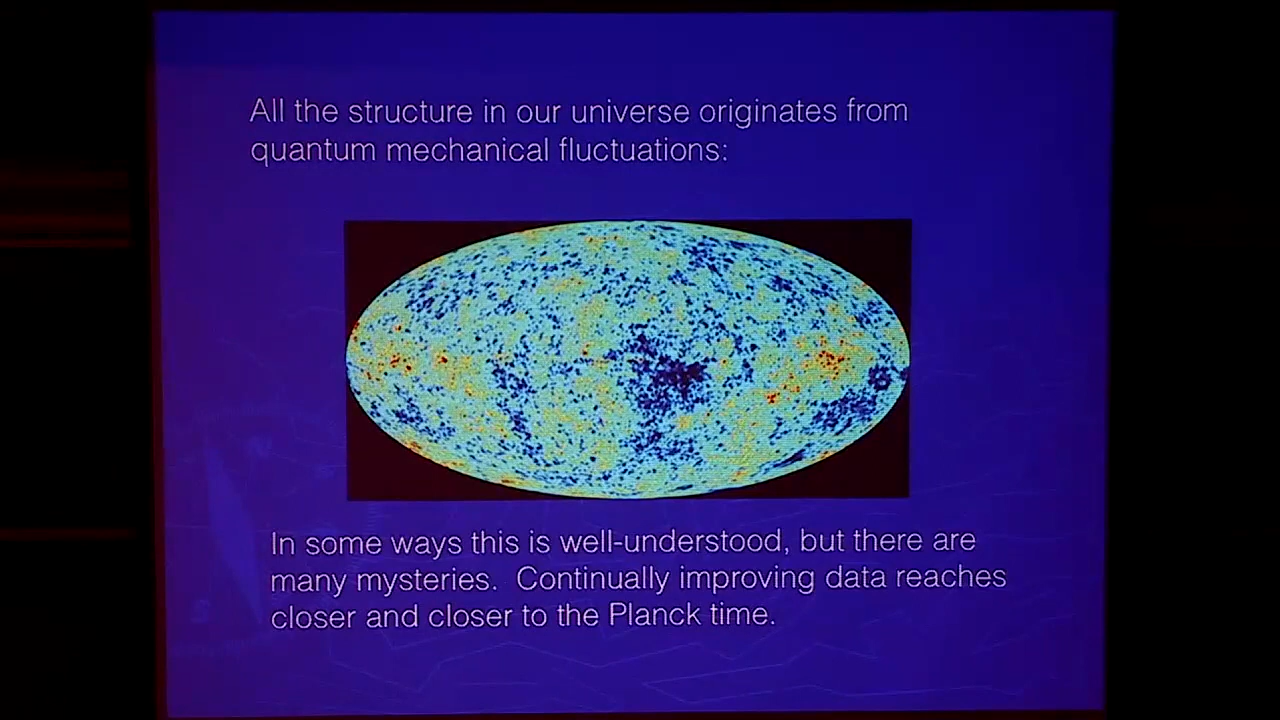 All the structure in our universe originates from
quantum mechanical fluctuations:
In some ways this is well-understood, but there are
many mysteries. Continually improving data reaches
closer and closer to the Planck time.